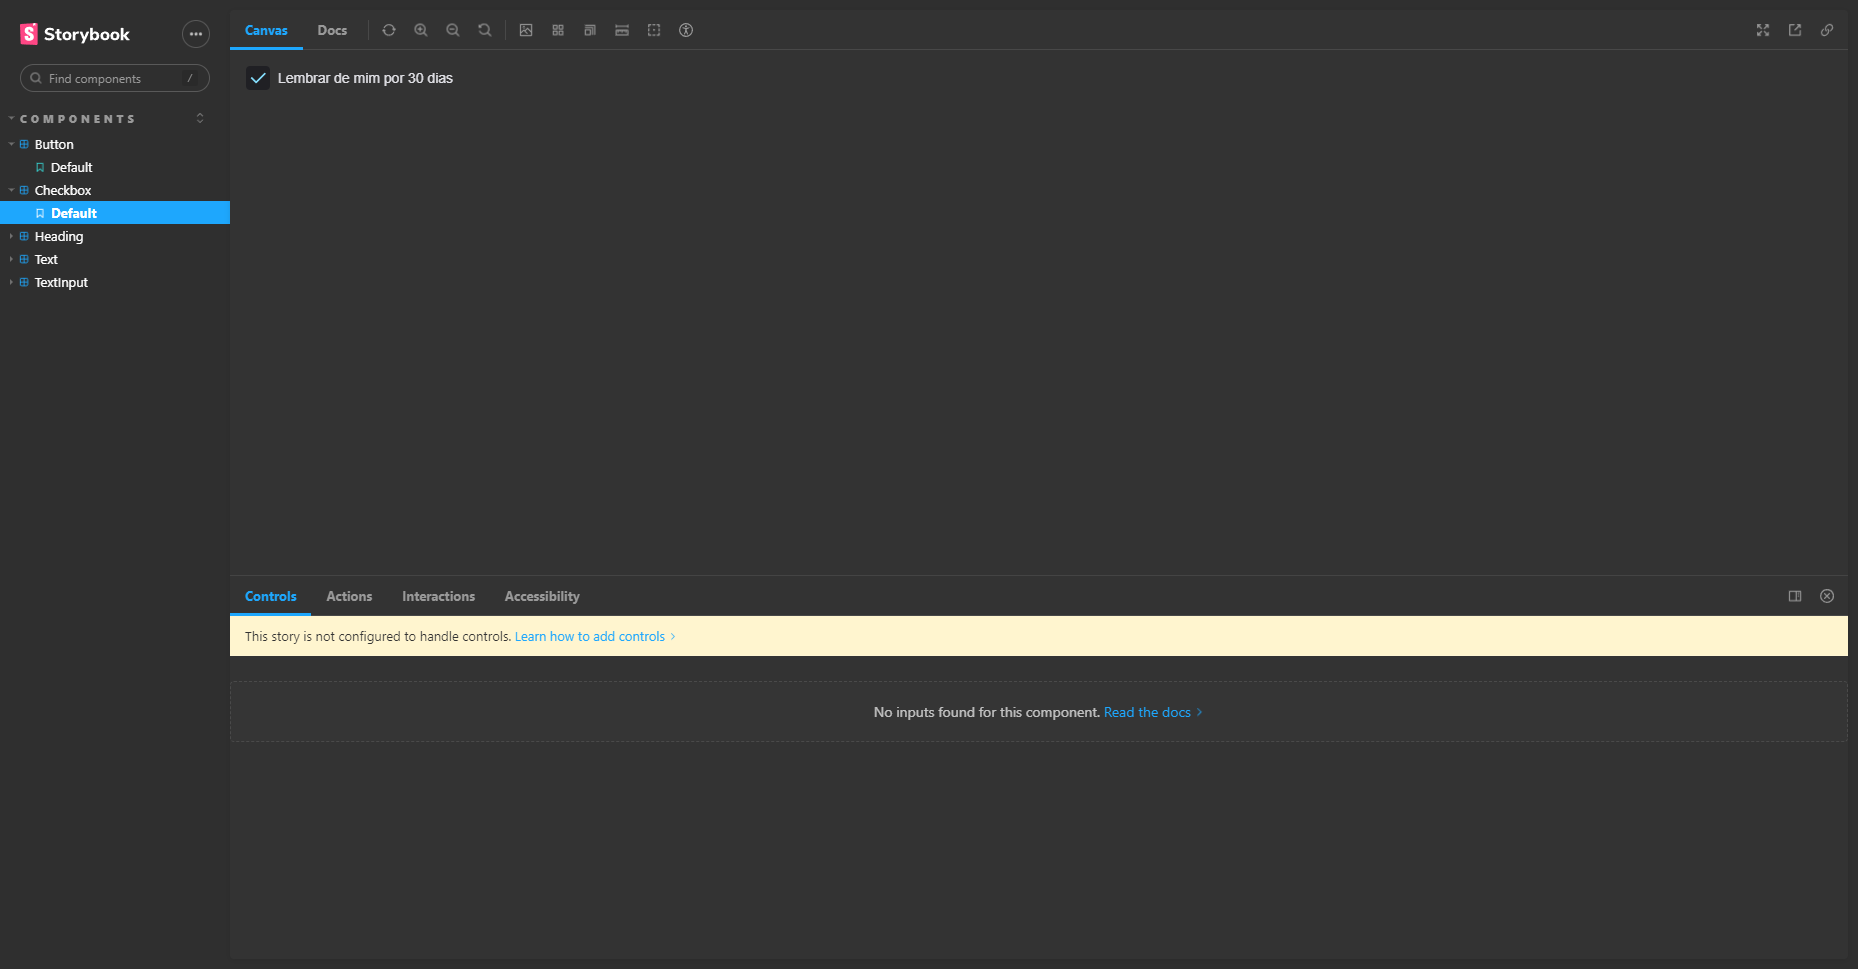 Storybook
Find components
/
COMPONENTS
Button
Default
Checkbox
Default
Heading
Text
TextInput
Canvas
Docs
Lembrar de mim por 30 dias
Controls
Actions
Interactions
Accessibility
This story is not configured to handle controls. Learn how to add controls
No inputs found for this component. Read the docs